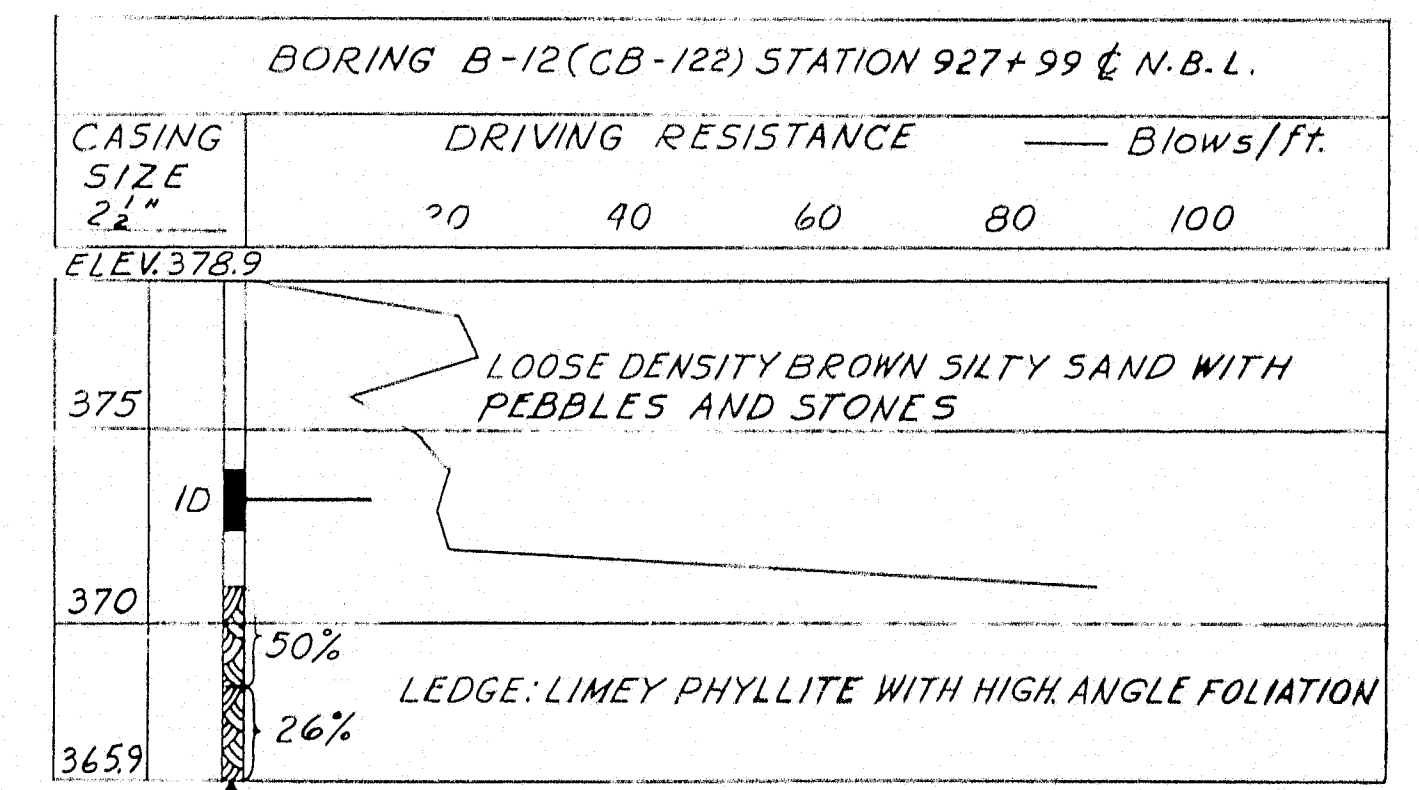 BORING B-12 (CB-122) STATION 927+99 ℄ N.B.L.
CASING SIZE 2½"
DRIVING RESISTANCE —— Blows/ft.
20 40 60 80 100
ELEV. 378.9
LOOSE DENSITY BROWN SILTY SAND WITH
PEBBLES AND STONES
375
1D
370
50%
LEDGE: LIMEY PHYLLITE WITH HIGH ANGLE FOLIATION
26%
365.9